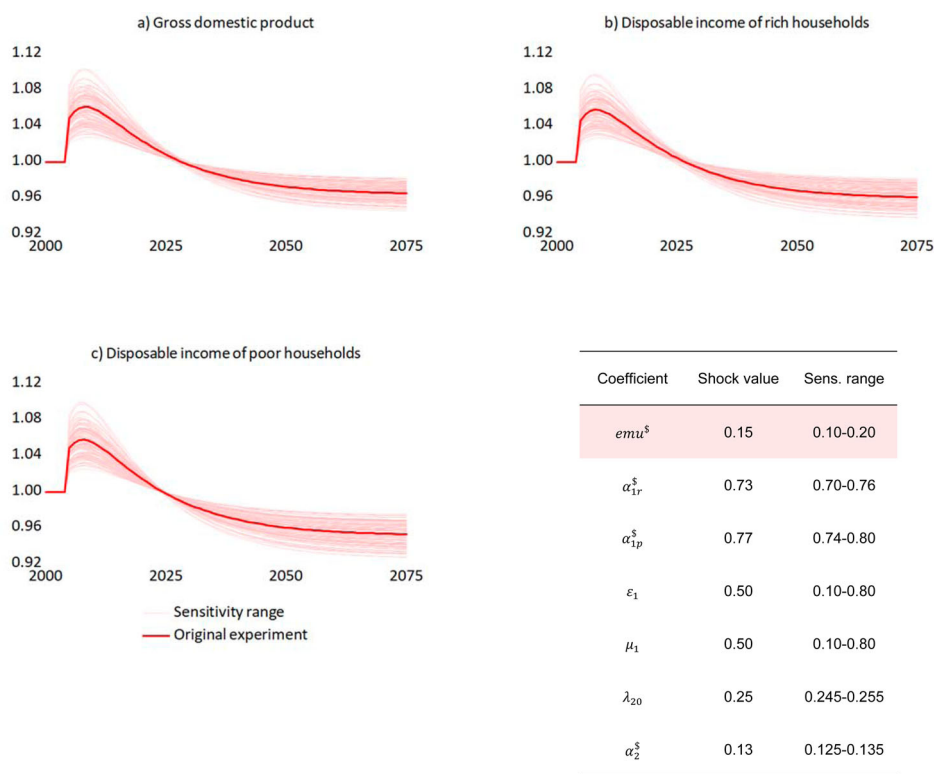 a) Gross domestic product
1.12
1.08
1.04
1.00
0.96
0.92
2000 2025 2050 2075
b) Disposable income of rich households
1.12
1.08
1.04
1.00
0.96
0.92
2000 2025 2050 2075
c) Disposable income of poor households
1.12
1.08
1.04
1.00
0.96
0.92
2000 2025 2050 2075
Sensitivity range
Original experiment
Coefficient Shock value Sens. range
emu$ 0.15 0.10-0.20
α$1r 0.73 0.70-0.76
α$1p 0.77 0.74-0.80
ε1 0.50 0.10-0.80
μ1 0.50 0.10-0.80
λ20 0.25 0.245-0.255
α$2 0.13 0.125-0.135